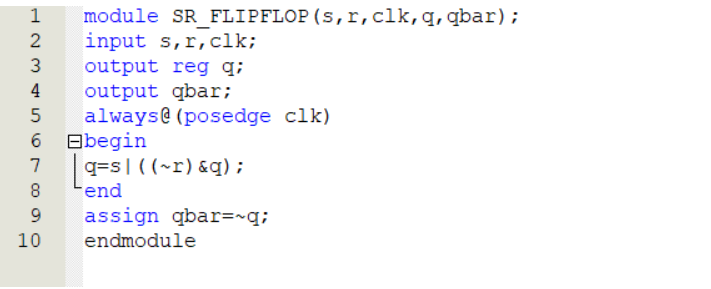 1 module SR_FLIPFLOP(s,r,clk,q,qbar);
2 input s,r,clk;
3 output reg q;
4 output qbar;
5 always@(posedge clk)
6 begin
7 q=s|((~r)&q);
8 end
9 assign qbar=~q;
10 endmodule